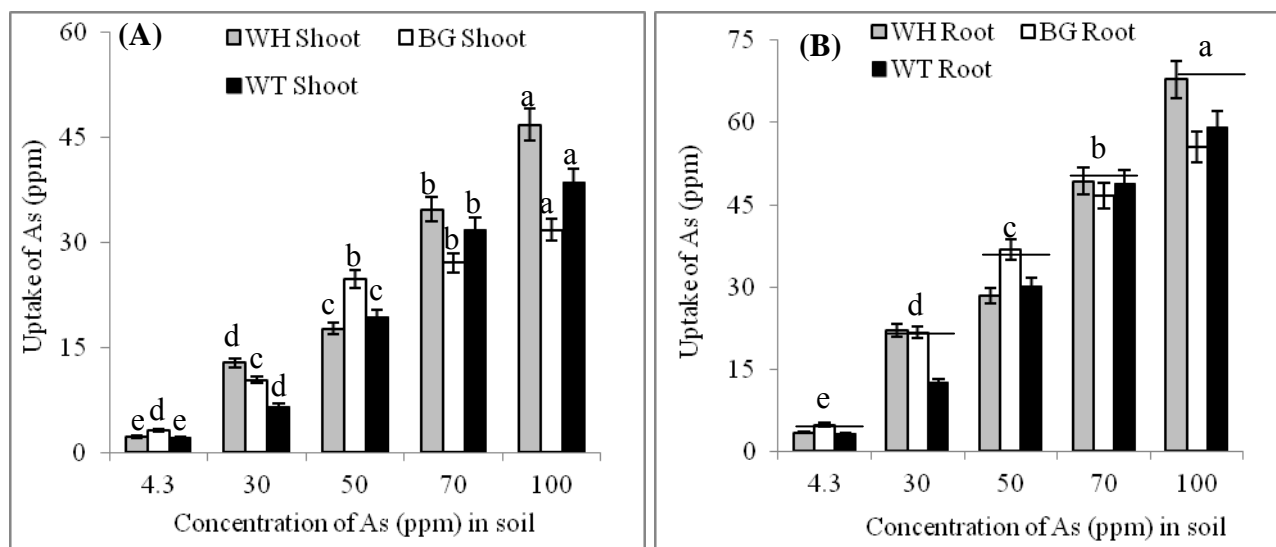 (A)
WH Shoot BG Shoot
WT Shoot
Uptake of As (ppm)
60
45
30
15
0
e d e
d c d
c b c
b b b
a a a
4.3 30 50 70 100
Concentration of As (ppm) in soil
(B)
WH Root BG Root
WT Root
Uptake of As (ppm)
75
60
45
30
15
0
e
d
c
b
a
4.3 30 50 70 100
Concentration of As (ppm) in soil